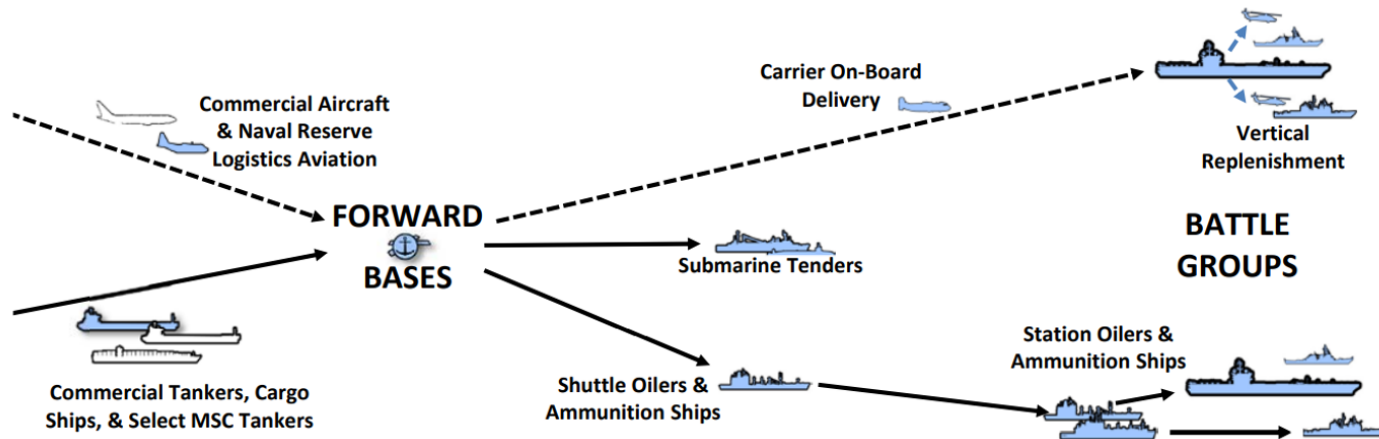 Commercial Aircraft
& Naval Reserve
Logistics Aviation
Carrier On-Board
Delivery
Vertical
Replenishment
FORWARD
BASES
Submarine Tenders
BATTLE
GROUPS
Commercial Tankers, Cargo
Ships, & Select MSC Tankers
Shuttle Oilers &
Ammunition Ships
Station Oilers &
Ammunition Ships